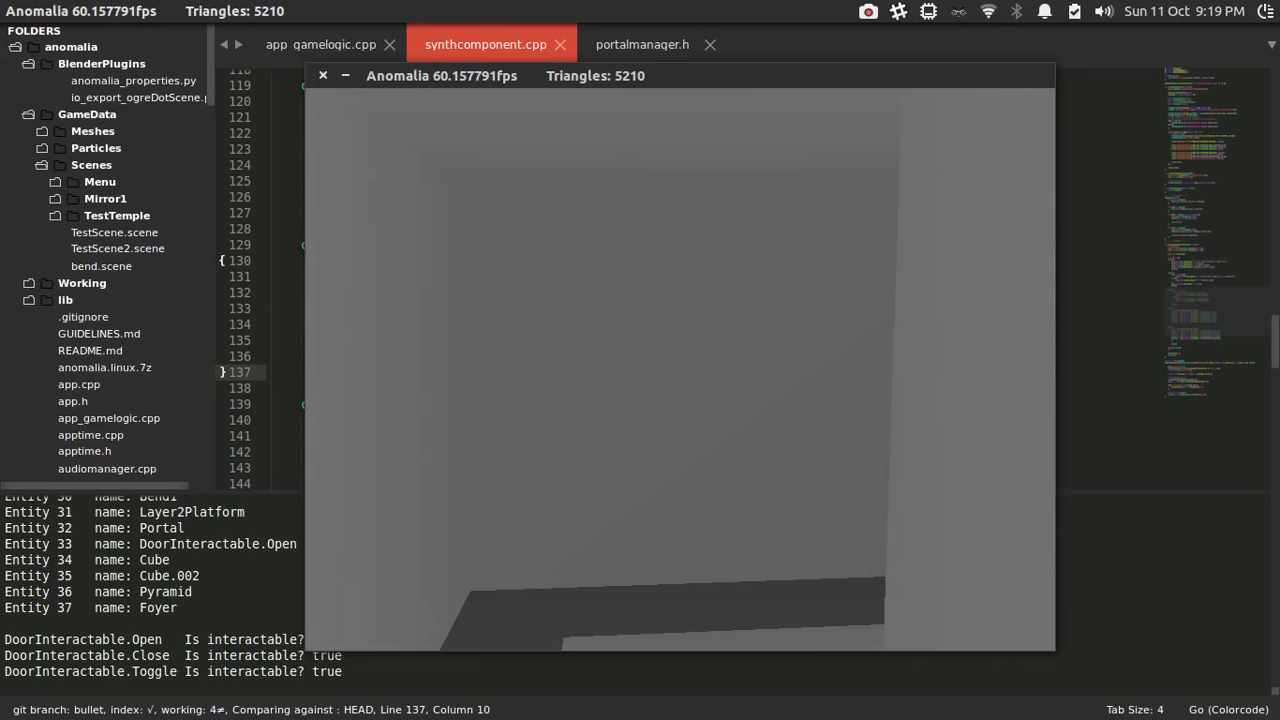 Anomalia 60.157791fps Triangles: 5210
Sun 11 Oct 9:19 PM
FOLDERS
anomalia
BlenderPlugins
anomalia_properties.py
io_export_ogreDotScene.p
GameData
Meshes
Particles
Scenes
Menu
Mirror1
TestTemple
TestScene.scene
TestScene2.scene
bend.scene
Working
lib
.gitignore
GUIDELINES.md
README.md
anomalia.linux.7z
app.cpp
app.h
app_gamelogic.cpp
apptime.cpp
apptime.h
audiomanager.cpp
app_gamelogic.cpp
synthcomponent.cpp
portalmanager.h
118
119
120
121
122
123
124
125
126
127
128
129
{ 130
131
132
133
134
135
136
} 137
138
139
140
141
142
143
144
Anomalia 60.157791fps Triangles: 5210
Entity 30 name: Bend1
Entity 31 name: Layer2Platform
Entity 32 name: Portal
Entity 33 name: DoorInteractable.Open
Entity 34 name: Cube
Entity 35 name: Cube.002
Entity 36 name: Pyramid
Entity 37 name: Foyer
DoorInteractable.Open Is interactable?
DoorInteractable.Close Is interactable? true
DoorInteractable.Toggle Is interactable? true
git branch: bullet, index: √, working: 4≠, Comparing against : HEAD, Line 137, Column 10
Tab Size: 4
Go (Colorcode)